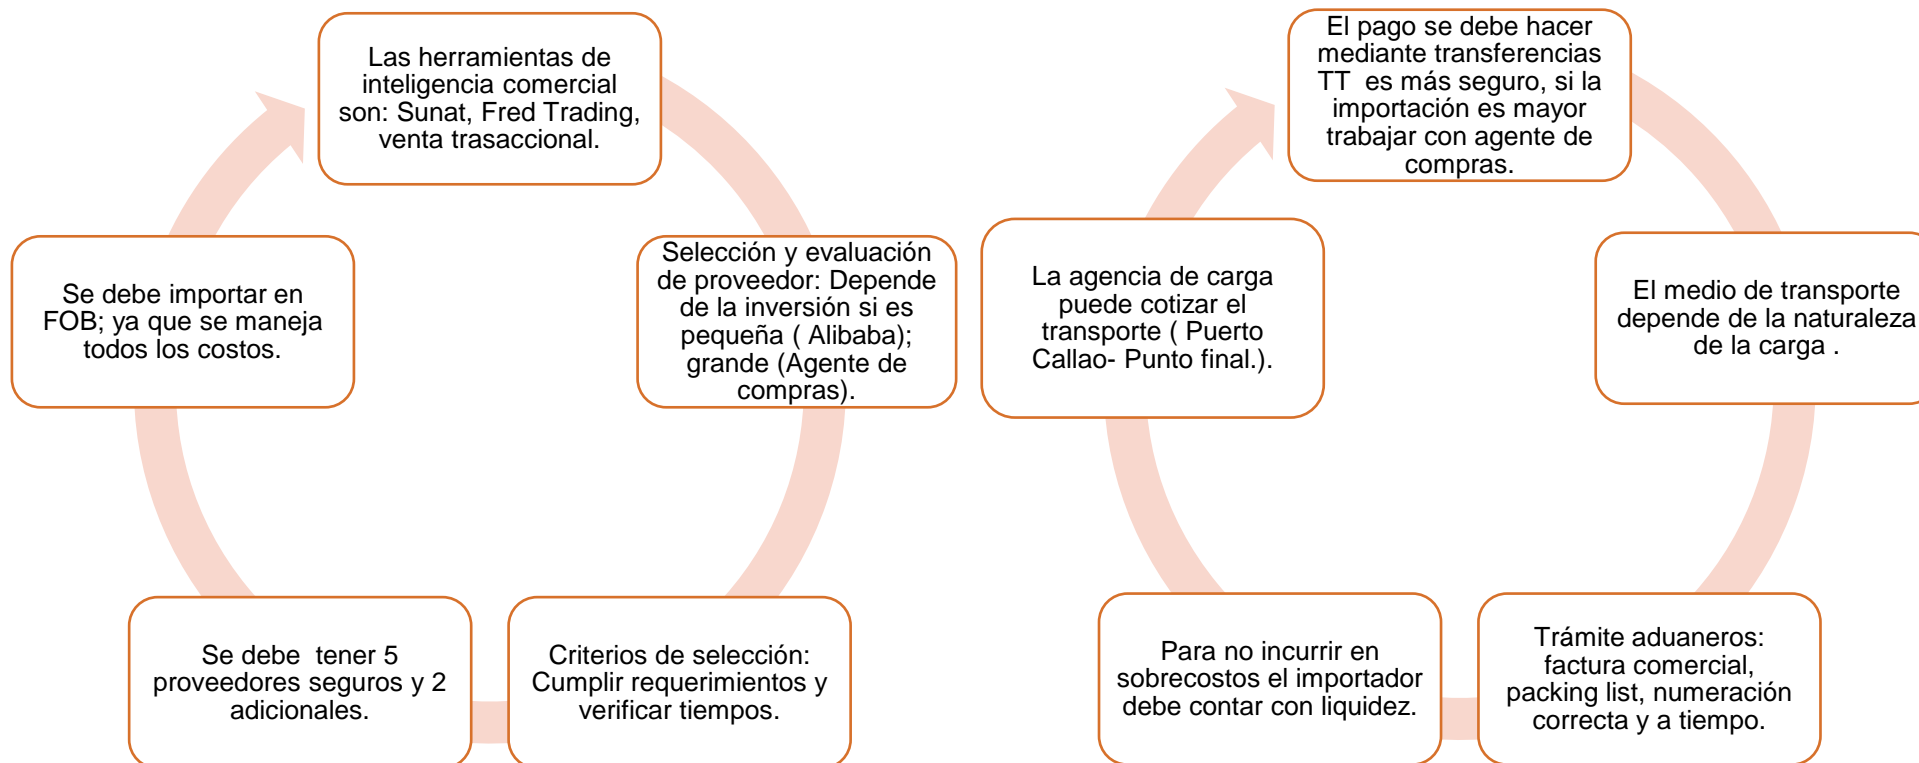 Las herramientas de
inteligencia comercial
son: Sunat, Fred Trading,
venta trasaccional.
Selección y evaluación
de proveedor: Depende
de la inversión si es
pequeña ( Alibaba);
grande (Agente de
compras).
Criterios de selección:
Cumplir requerimientos y
verificar tiempos.
Se debe  tener 5
proveedores seguros y 2
adicionales.
Se debe importar en
FOB; ya que se maneja
todos los costos.
El pago se debe hacer
mediante transferencias
TT  es más seguro, si la
importación es mayor
trabajar con agente de
compras.
El medio de transporte
depende de la naturaleza
de la carga .
Trámite aduaneros:
factura comercial,
packing list, numeración
correcta y a tiempo.
Para no incurrir en
sobrecostos el importador
debe contar con liquidez.
La agencia de carga
puede cotizar el
transporte ( Puerto
Callao- Punto final.).